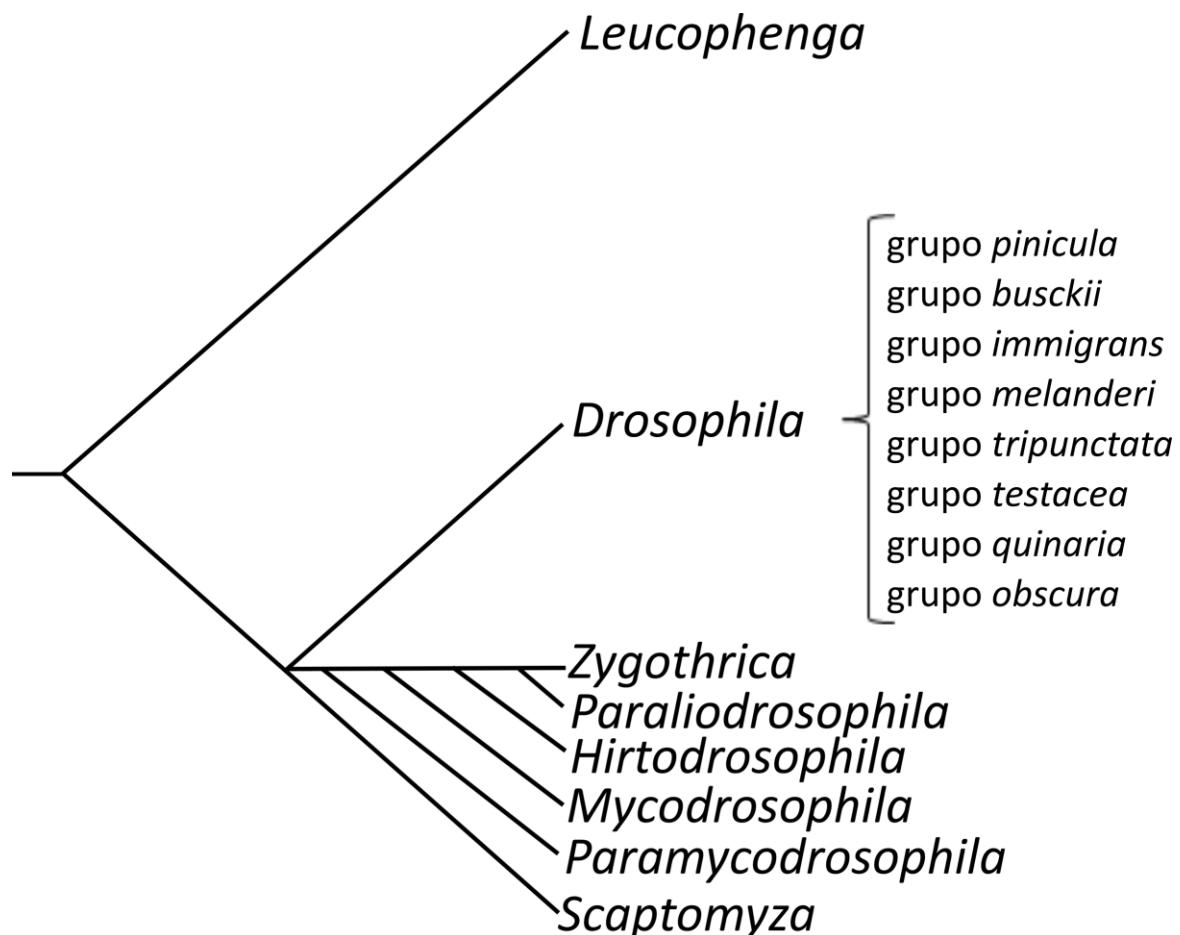 Leucophenga
grupo pinicula
grupo busckii
grupo immigrans
grupo melanderi
Drosophila
grupo tripunctata
grupo testacea
grupo quinaria
grupo obscura
Zygothrica
Paraliodrosophila
Hirtodrosophila
Mycodrosophila
Paramycodrosophila
Scaptomyza